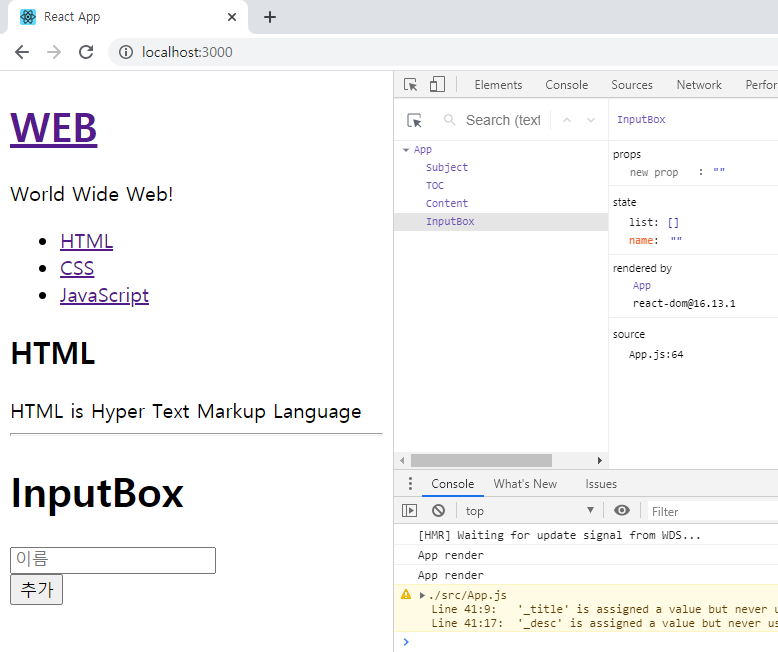 React App
localhost:3000
WEB
World Wide Web!
HTML
CSS
JavaScript
HTML
HTML is Hyper Text Markup Language
InputBox
이름
추가
Elements Console Sources Network Perfor
Search (text
App
Subject
TOC
Content
InputBox
InputBox
props
new prop : ""
state
list: []
name: ""
rendered by
App
react-dom@16.13.1
source
App.js:64
Console What's New Issues
top Filter
[HMR] Waiting for update signal from WDS...
App render
App render
./src/App.js
Line 41:9: '_title' is assigned a value but never u
Line 41:17: '_desc' is assigned a value but never us